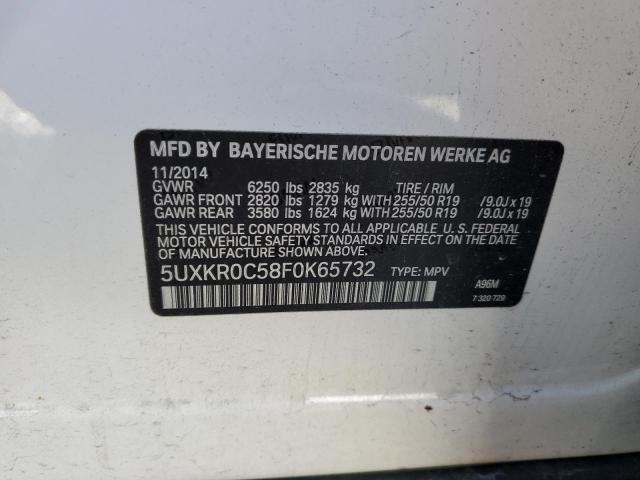 MFD BY BAYERISCHE MOTOREN WERKE AG
11/2014
GVWR 6250 lbs 2835 kg TIRE / RIM
GAWR FRONT 2820 lbs 1279 kg WITH 255/50 R19 /9.0J x 19
GAWR REAR 3580 lbs 1624 kg WITH 255/50 R19 /9.0J x 19
THIS VEHICLE CONFORMS TO ALL APPLICABLE U. S. FEDERAL
MOTOR VEHICLE SAFETY STANDARDS IN EFFECT ON THE DATE
OF MANUFACTURE SHOWN ABOVE.
5UXKR0C58F0K65732 TYPE: MPV
A96M
7 320 729